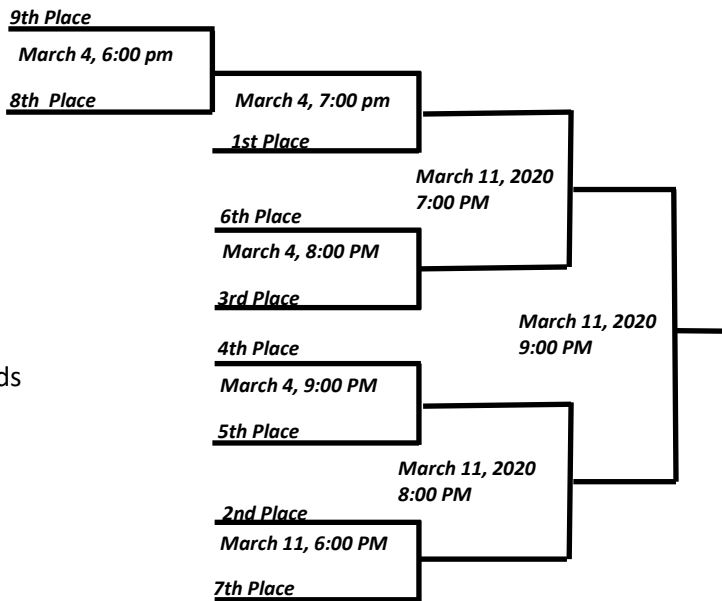 9th Place
March 4, 6:00 pm
8th Place
March 4, 7:00 pm
1st Place
March 11, 2020
7:00 PM
6th Place
March 4, 8:00 PM
3rd Place
March 11, 2020
9:00 PM
4th Place
ds
March 4, 9:00 PM
5th Place
March 11, 2020
8:00 PM
2nd Place
March 11, 6:00 PM
7th Place